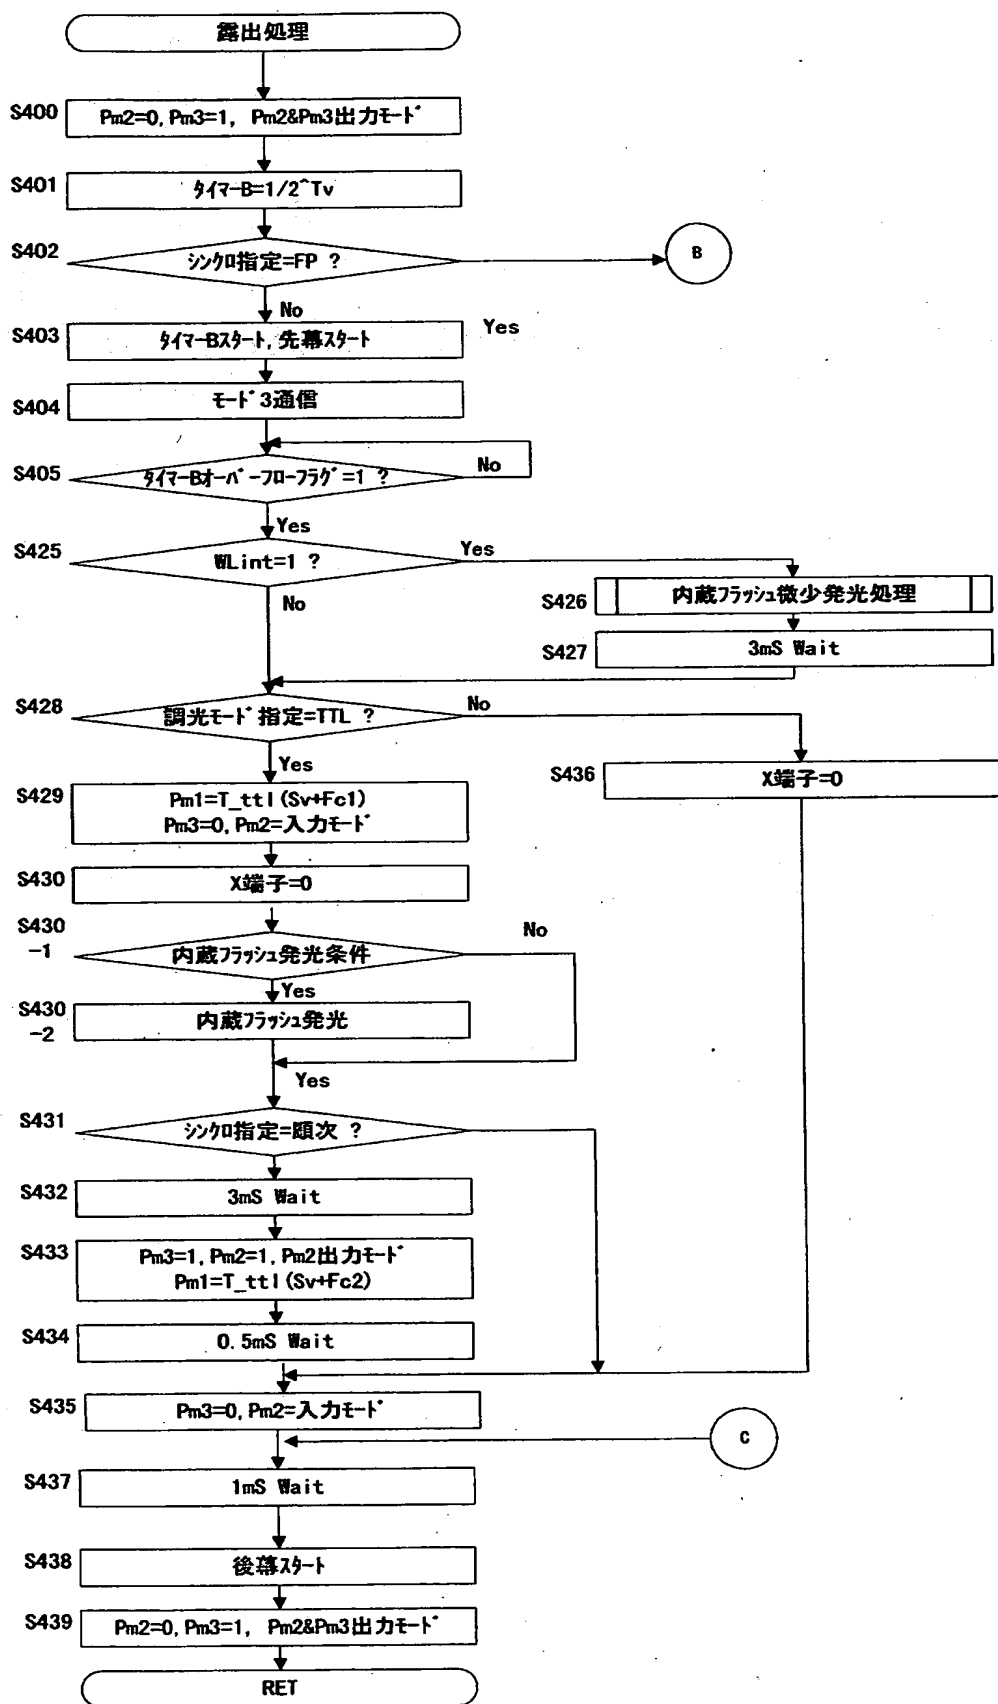 露出処理
S400
Pm2=0, Pm3=1, Pm2&Pm3出力ﾓｰﾄﾞ
S401
ﾀｲﾏｰB=1/2^Tv
S402
ｼﾝｸﾛ指定=FP ?
B
No
Yes
S403
ﾀｲﾏｰBｽﾀｰﾄ, 先幕ｽﾀｰﾄ
S404
ﾓｰﾄﾞ3通信
S405
ﾀｲﾏｰBｵｰﾊﾞｰﾌﾛｰﾌﾗｸﾞ=1 ?
No
Yes
S425
WLint=1 ?
Yes
No
S426
内蔵ﾌﾗｯｼｭ微少発光処理
S427
3mS Wait
S428
調光ﾓｰﾄﾞ指定=TTL ?
No
Yes
S436
X端子=0
S429
Pm1=T_ttl(Sv+Fc1)
Pm3=0, Pm2=入力ﾓｰﾄﾞ
S430
X端子=0
S430
-1
内蔵ﾌﾗｯｼｭ発光条件
No
Yes
S430
-2
内蔵ﾌﾗｯｼｭ発光
Yes
S431
ｼﾝｸﾛ指定=順次 ?
S432
3mS Wait
S433
Pm3=1, Pm2=1, Pm2出力ﾓｰﾄﾞ
Pm1=T_ttl(Sv+Fc2)
S434
0.5mS Wait
S435
Pm3=0, Pm2=入力ﾓｰﾄﾞ
C
S437
1mS Wait
S438
後幕ｽﾀｰﾄ
S439
Pm2=0, Pm3=1, Pm2&Pm3出力ﾓｰﾄﾞ
RET